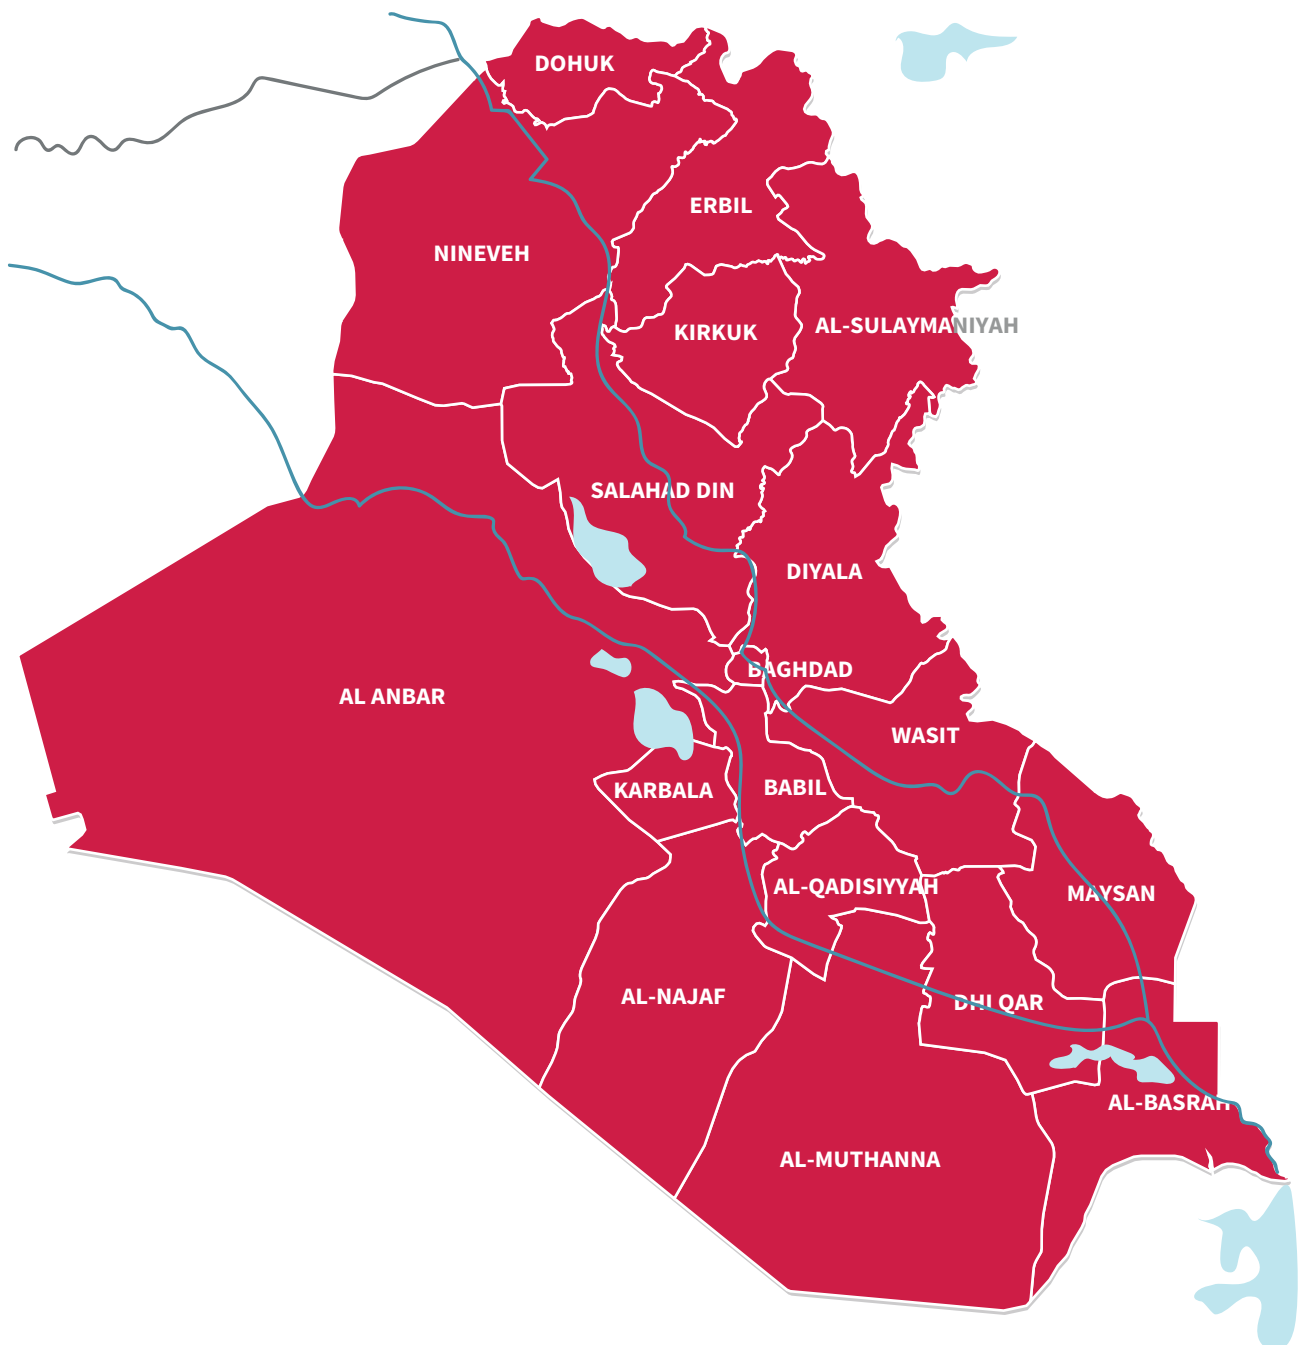 DOHUK
ERBIL
NINEVEH
AL-SULAYMANIYAH
KIRKUK
SALAHAD DIN
DIYALA
BAGHDAD
AL ANBAR
WASIT
BABIL
KARBALA
AL-QADISIYYAH
MAYSAN
AL-NAJAF
DHI QAR
AL-BASRAH
AL-MUTHANNA